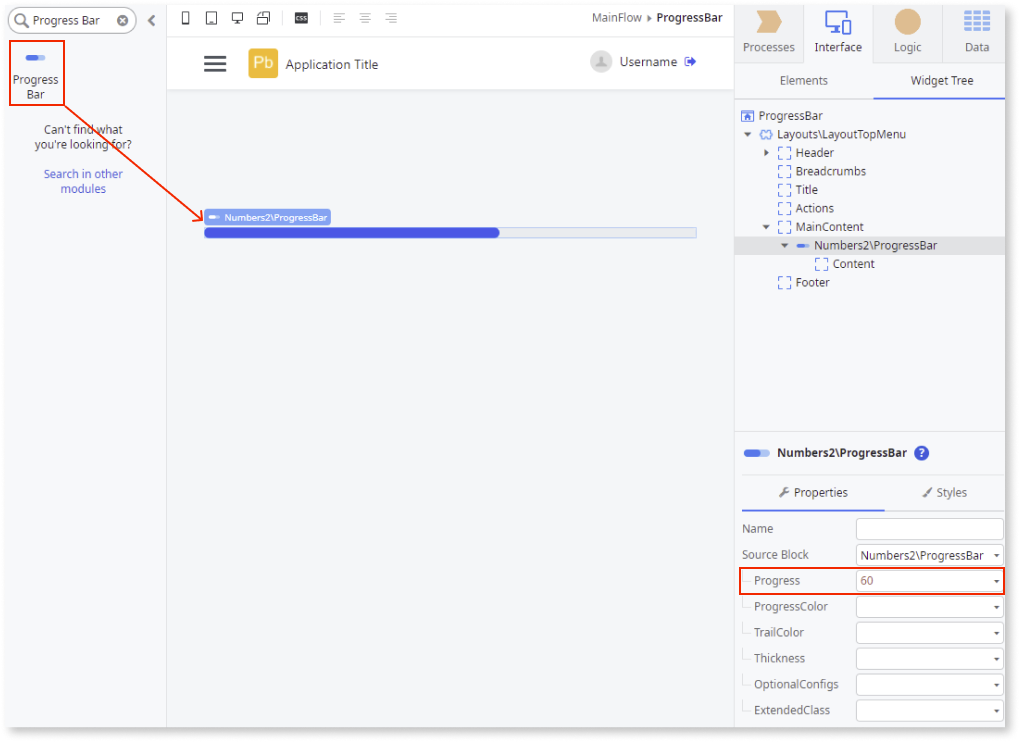 Progress Bar
Progress
Bar
Can't find what
you're looking for?
Search in other
modules
CSS
MainFlow ▸ ProgressBar
Pb Application Title
Username
Numbers2\ProgressBar
Processes
Interface
Logic
Data
Elements
Widget Tree
ProgressBar
Layouts\LayoutTopMenu
Header
Breadcrumbs
Title
Actions
MainContent
Numbers2\ProgressBar
Content
Footer
Numbers2\ProgressBar ?
Properties
Styles
Name
Source Block Numbers2\ProgressBar
Progress 60
ProgressColor
TrailColor
Thickness
OptionalConfigs
ExtendedClass